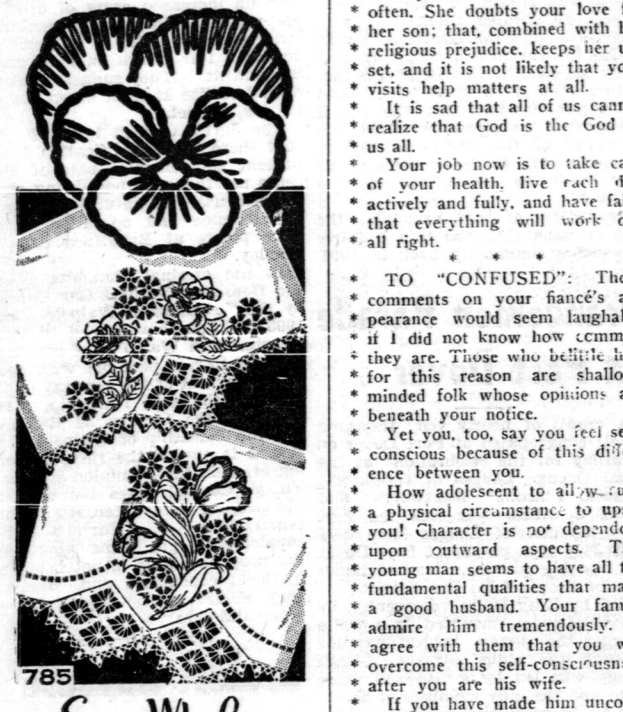 often. She doubts your love f
* her son; that, combined with h
* religious prejudice, keeps her u
* set, and it is not likely that yo
* visits help matters at all.
* It is sad that all of us cann
* realize that God is the God
* us all.
* Your job now is to take ca
* of your health, live each d
* actively and fully, and have fai
* that everything will work o
* all right.
* * * *
* TO "CONFUSED": Tho
* comments on your fiancé's a
* pearance would seem laughal
* if I did not know how comm
* they are. Those who belittle hi
* for this reason are shallo
* minded folk whose opinions a
* beneath your notice.
* Yet you, too, say you feel se
* conscious because of this diff
* ence between you.
* How adolescent to allow su
* a physical circumstance to ups
* you! Character is not depende
* upon outward aspects. T
* young man seems to have all t
* fundamental qualities that ma
* a good husband. Your fam
* admire him tremendously.
* agree with them that you w
* overcome this self-consciousn
* after you are his wife.
* If you have made him unco
785